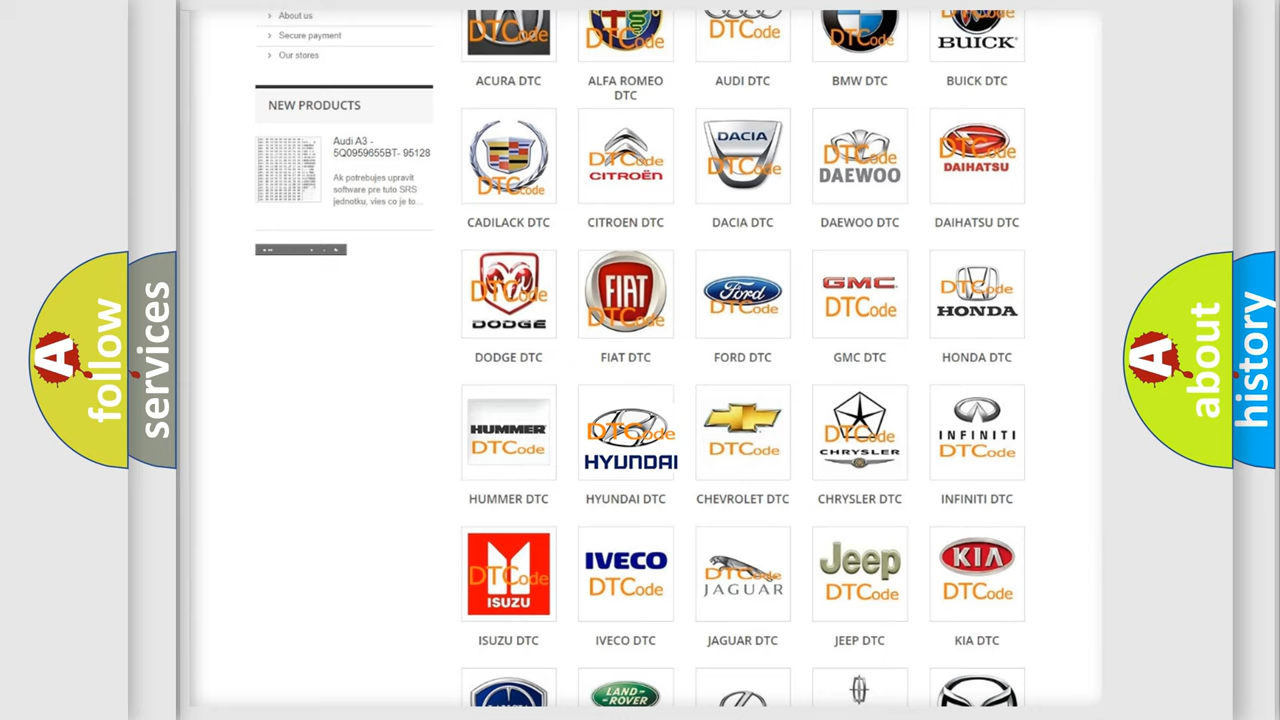 About us
Secure payment
Our stores
NEW PRODUCTS
Audi A3 -
5Q0959655BT- 95128
Ak potrebujes upravit
software pre tuto SRS
jednotku, vies co je to...
DTCode
DTCode
DTCode
DTCode
BUICK
ACURA DTC
ALFA ROMEO
DTC
AUDI DTC
BMW DTC
BUICK DTC
DTCode
DTCode
CITROËN
DACIA
DTCode
DTCode
DAEWOO
DTCode
DAIHATSU
CADILACK DTC
CITROEN DTC
DACIA DTC
DAEWOO DTC
DAIHATSU DTC
DTCode
DODGE
FIAT
DTCode
Ford
DTCode
GMC
DTCode
DTCode
HONDA
DODGE DTC
FIAT DTC
FORD DTC
GMC DTC
HONDA DTC
HUMMER
DTCode
DTCode
HYUNDAI
DTCode
DTCode
CHRYSLER
INFINITI
DTCode
HUMMER DTC
HYUNDAI DTC
CHEVROLET DTC
CHRYSLER DTC
INFINITI DTC
DTCode
ISUZU
IVECO
DTCode
DTCode
JAGUAR
Jeep
DTCode
KIA
DTCode
ISUZU DTC
IVECO DTC
JAGUAR DTC
JEEP DTC
KIA DTC
LAND-
ROVER
A follow
services
A about
history